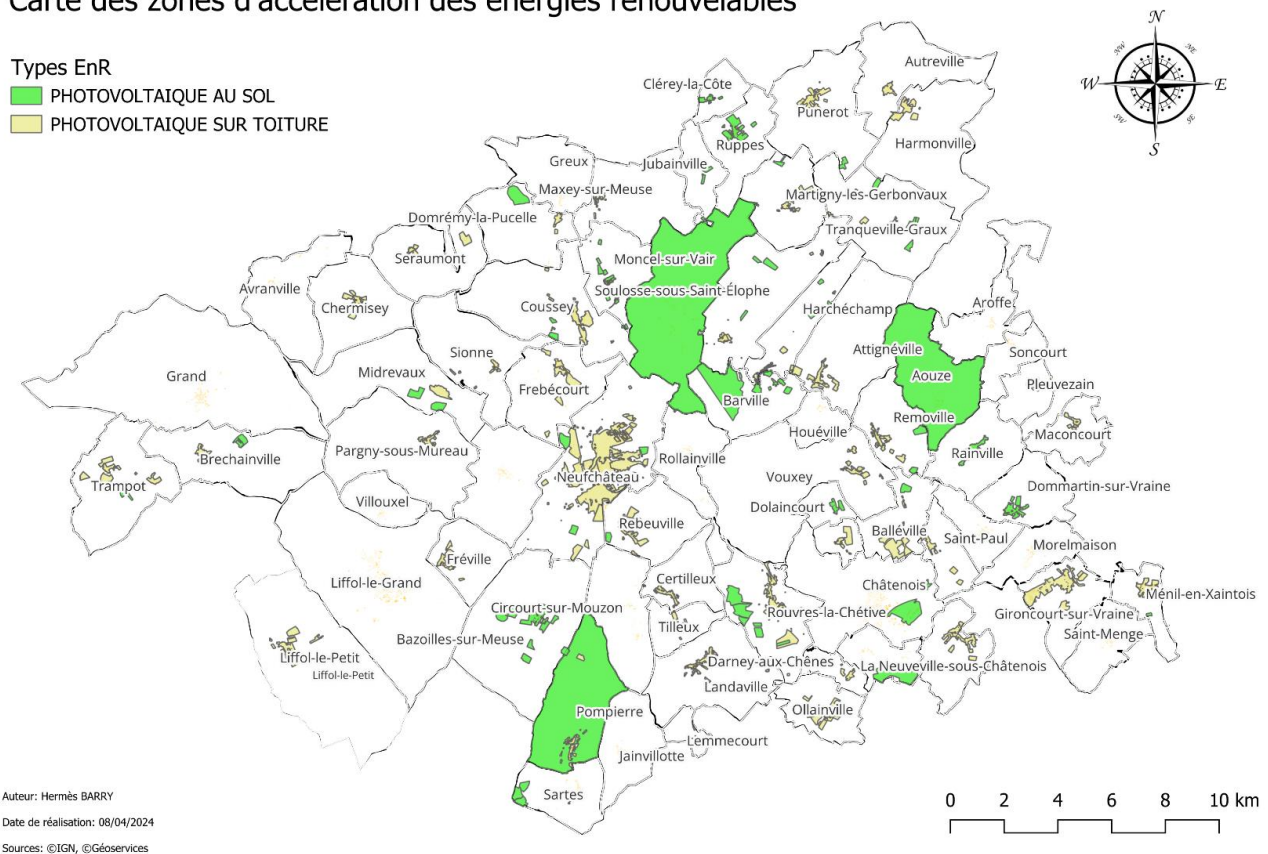 Carte des zones d'accélération des énergies renouvelables
Types EnR
PHOTOVOLTAIQUE AU SOL
PHOTOVOLTAIQUE SUR TOITURE
N
NW
NE
W
E
SW
SE
S
Autreville
Clérey-la-Côte
Punerot
Ruppes
Harmonville
Greux
Jubainville
Maxey-sur-Meuse
Martigny-les-Gerbonvaux
Domrémy-la-Pucelle
Tranqueville-Graux
Seraumont
Moncel-sur-Vair
Avranville
Soulosse-sous-Saint-Élophe
Chermisey
Coussey
Harchéchamp
Aroffe
Attignéville
Soncourt
Sionne
Midrevaux
Grand
Frebécourt
Aouze
Pleuvezain
Barville
Removille
Houéville
Maconcourt
Pargny-sous-Mureau
Brechainville
Rollainville
Rainville
Neufchâteau
Vouxey
Trampot
Dommartin-sur-Vraine
Villouxel
Dolaincourt
Rebeuville
Balléville
Saint-Paul
Morelmaison
Fréville
Liffol-le-Grand
Certilleux
Châtenois
Ménil-en-Xaintois
Circourt-sur-Mouzon
Rouvres-la-Chétive
Gironcourt-sur-Vraine
Tilleux
Saint-Menge
Bazoilles-sur-Meuse
Liffol-le-Petit
Darney-aux-Chênes
La Neuveville-sous-Châtenois
Liffol-le-Petit
Landaville
Pompierre
Ollainville
Lemmecourt
Jainvillotte
Sartes
Auteur: Hermès BARRY
Date de réalisation: 08/04/2024
Sources: ©IGN, ©Géoservices
0 2 4 6 8 10 km